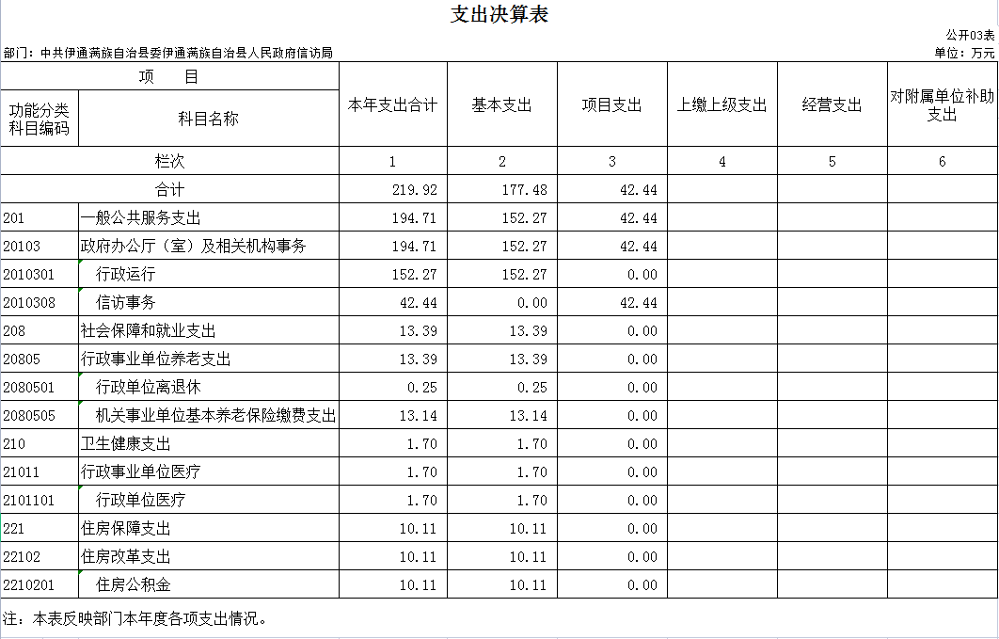 支出决算表
公开03表
部门：中共伊通满族自治县委伊通满族自治县人民政府信访局 单位：万元
项 目 本年支出合计 基本支出 项目支出 上缴上级支出 经营支出 对附属单位补助支出
功能分类科目编码 科目名称
栏次 1 2 3 4 5 6
合计 219.92 177.48 42.44
201 一般公共服务支出 194.71 152.27 42.44
20103 政府办公厅（室）及相关机构事务 194.71 152.27 42.44
2010301 行政运行 152.27 152.27 0.00
2010308 信访事务 42.44 0.00 42.44
208 社会保障和就业支出 13.39 13.39 0.00
20805 行政事业单位养老支出 13.39 13.39 0.00
2080501 行政单位离退休 0.25 0.25 0.00
2080505 机关事业单位基本养老保险缴费支出 13.14 13.14 0.00
210 卫生健康支出 1.70 1.70 0.00
21011 行政事业单位医疗 1.70 1.70 0.00
2101101 行政单位医疗 1.70 1.70 0.00
221 住房保障支出 10.11 10.11 0.00
22102 住房改革支出 10.11 10.11 0.00
2210201 住房公积金 10.11 10.11 0.00
注：本表反映部门本年度各项支出情况。